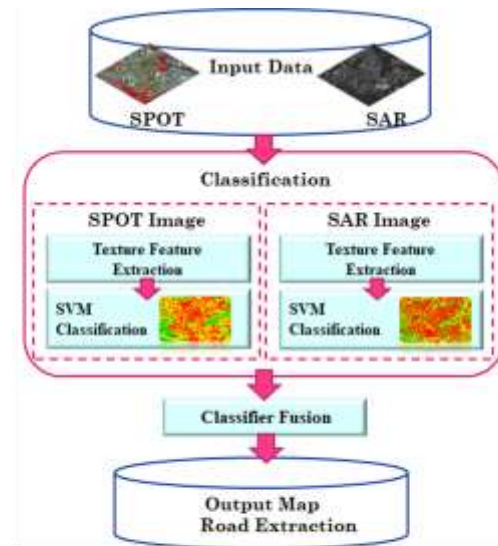 Input Data
SPOT
SAR
Classification
SPOT Image
Texture Feature
Extraction
SVM
Classification
SAR Image
Texture Feature
Extraction
SVM
Classification
Classifier Fusion
Output Map
Road Extraction